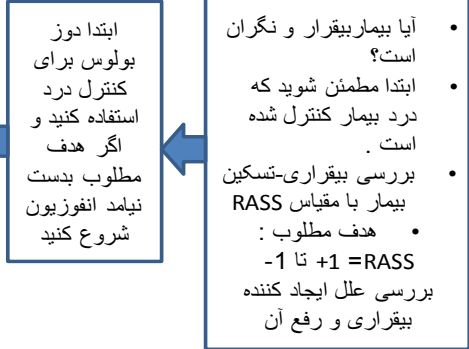 • آیا بیماربیقرار و نگران
است؟
• ابتدا مطمئن شوید که
درد بیمار کنترل شده
است .
• بررسی بیقراری-تسکین
بیمار با مقیاس RASS
• هدف مطلوب :
RASS= +1 تا 1-
بررسی علل ایجاد کننده
بیقراری و رفع آن
ابتدا دوز
بولوس برای
کنترل درد
استفاده کنید و
اگر هدف
مطلوب بدست
نیامد انفوزیون
شروع کنید